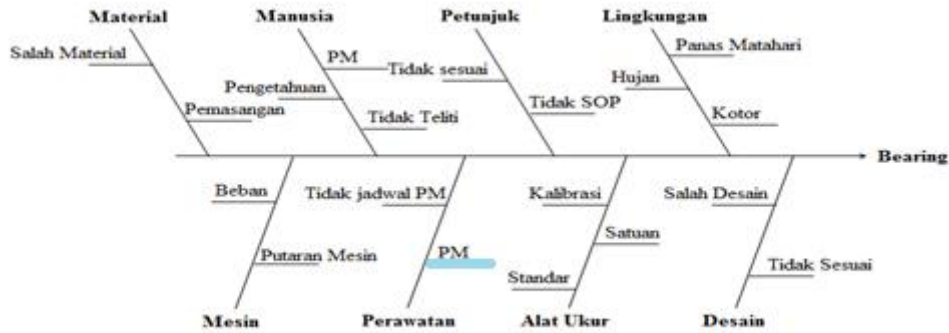 Material
Manusia
Petunjuk
Lingkungan
Salah Material
PM
Tidak sesuai
Panas Matahari
Pengetahuan
Hujan
Pemasangan
Tidak Teliti
Tidak SOP
Kotor
Bearing
Beban
Tidak jadwal PM
Kalibrasi
Salah Desain
Satuan
Putaran Mesin
PM
Standar
Tidak Sesuai
Mesin
Perawatan
Alat Ukur
Desain